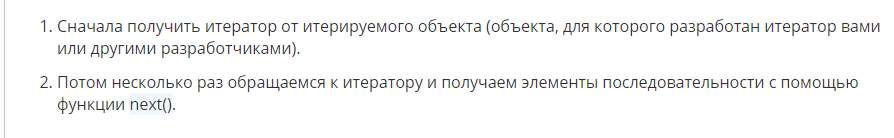 1. Сначала получить итератор от итерируемого объекта (объекта, для которого разработан итератор вами
или другими разработчиками).
2. Потом несколько раз обращаемся к итератору и получаем элементы последовательности с помощью
функции next().